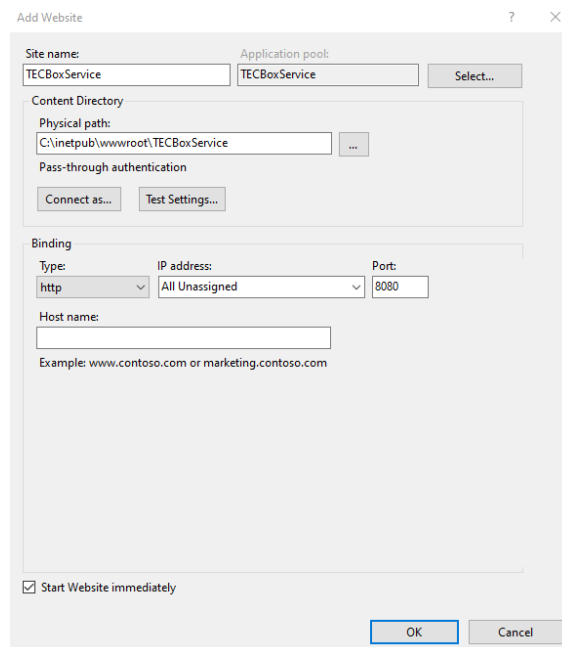 Add Website
?
Site name:
Application pool:
TECBoxService
TECBoxService
Select...
Content Directory
Physical path:
C:\inetpub\wwwroot\TECBoxService
...
Pass-through authentication
Connect as...
Test Settings...
Binding
Type:
IP address:
Port:
http
All Unassigned
8080
Host name:
Example: www.contoso.com or marketing.contoso.com
Start Website immediately
OK
Cancel